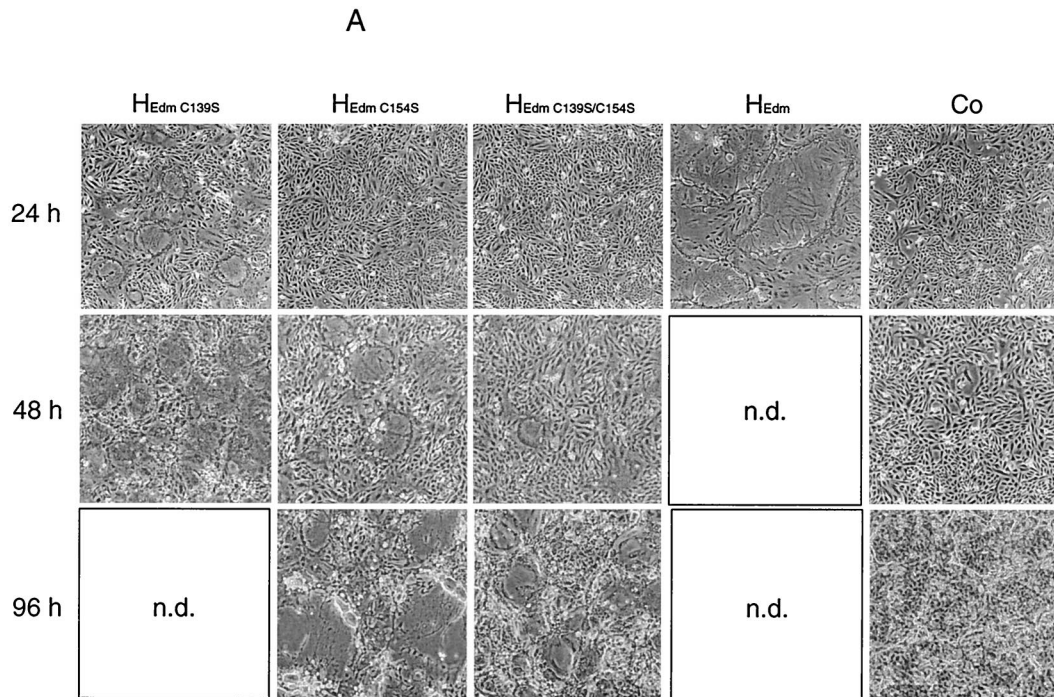 A
HEdm C139S HEdm C154S HEdm C139S/C154S HEdm Co
24 h
48 h n.d.
96 h n.d. n.d.